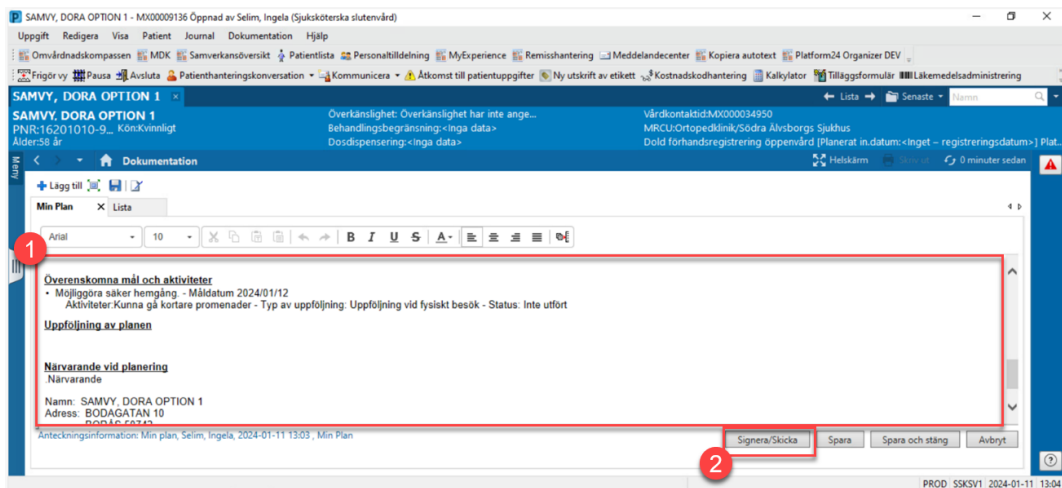 SAMVY, DORA OPTION 1 - MX00009136 Öppnad av Selim, Ingela (Sjuksköterska slutenvård)
Uppgift Redigera Visa Patient Journal Dokumentation Hjälp
Omvårdnadskompassen MDK Samverkansöversikt Patientlista Personaltilldelning MyExperience Remisshantering Meddelandecenter Kopiera autotext Platform24 Organizer DEV
Frigör vy Pausa Avsluta Patienthanteringskonversation Kommunicera Åtkomst till patientuppgifter Ny utskrift av etikett Kostnadskodhantering Kalkylator Tilläggsformulär Läkemedelsadministrering
SAMVY, DORA OPTION 1 Lista Senaste Namn
SAMVY, DORA OPTION 1 Överkänslighet: Överkänslighet har inte ange... Vårdkontaktid:MX000034950
PNR:16201010-9... Kön:Kvinnligt Behandlingsbegränsning:<Inga data> MRCU:Ortopedklinik/Södra Älvsborgs Sjukhus
Ålder:58 år Dosdispensering:<Inga data> Dold förhandsregistrering öppenvård [Planerat in.datum:<Inget – registreringsdatum>] Plat...
Meny Dokumentation Helskärm Skriv ut 0 minuter sedan
Lägg till
Min Plan X Lista
Arial 10 B I U S A
1
Överenskomna mål och aktiviteter
• Möjliggöra säker hemgång. - Måldatum 2024/01/12
Aktiviteter:Kunna gå kortare promenader - Typ av uppföljning: Uppföljning vid fysiskt besök - Status: Inte utfört
Uppföljning av planen
Närvarande vid planering
.Närvarande
Namn: SAMVY, DORA OPTION 1
Adress: BODAGATAN 10
BORÅS 50742
Anteckningsinformation: Min plan, Selim, Ingela, 2024-01-11 13:03 , Min Plan
Signera/Skicka Spara Spara och stäng Avbryt
2
PROD SSKSV1 2024-01-11 13:04